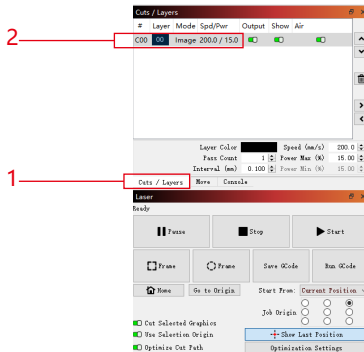 Cuts / Layers
# Layer Mode Spd/Pwr Output Show Air
2
C00 00 Image 200.0 / 15.0
Layer Color Speed (mm/s) 200.0
Pass Count 1 Power Max (%) 15.00
Interval (mm) 0.100 Power Min (%) 15.00
1
Cuts / Layers Move Console
Laser
Ready
Pause Stop Start
Frame Frame Save GCode Run GCode
Home Go to Origin Start From: Current Position
Job Origin
Cut Selected Graphics
Use Selection Origin Show Last Position
Optimize Cut Path Optimization Settings